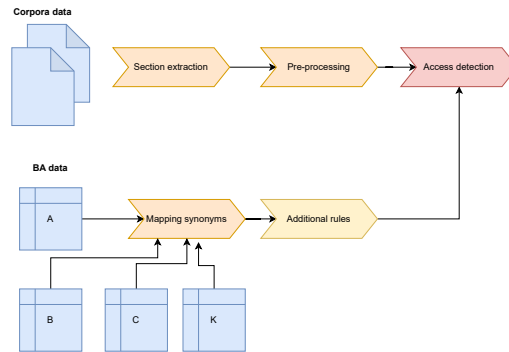 Corpora data
Section extraction
Pre-processing
Access detection
BA data
A
Mapping synonyms
Additional rules
B
C
K